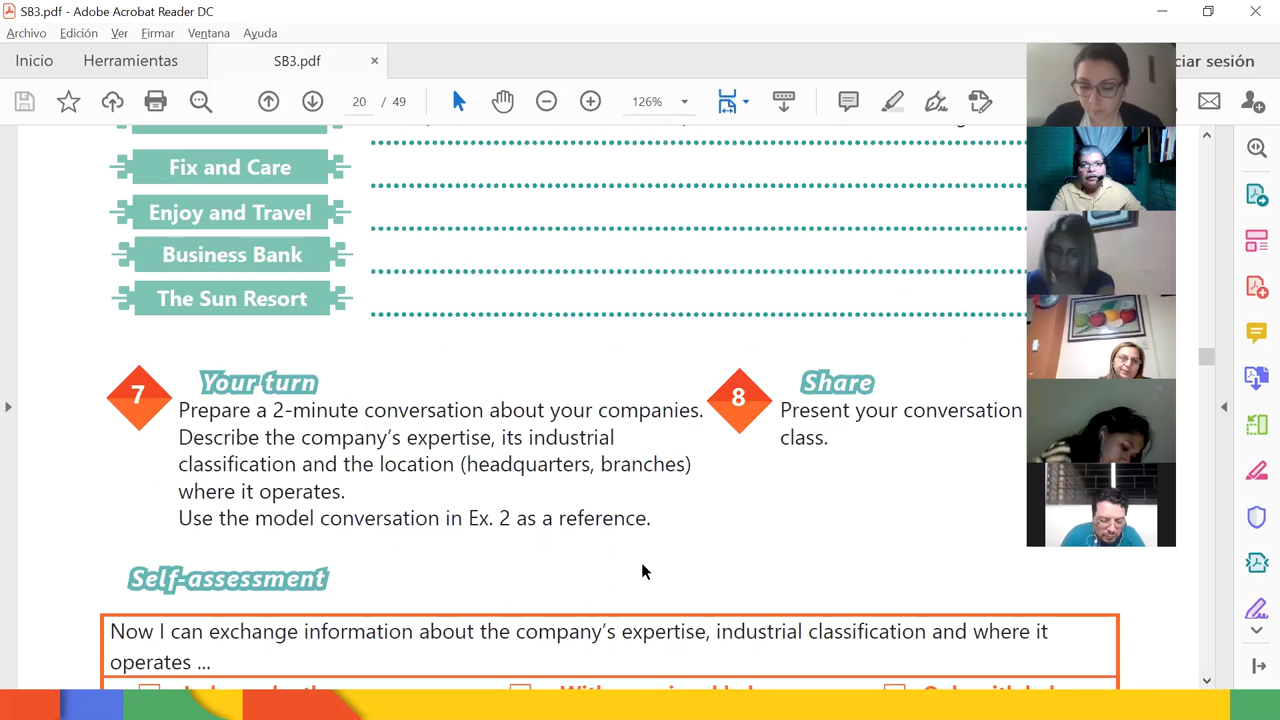 SB3.pdf - Adobe Acrobat Reader DC
Archivo Edición Ver Firmar Ventana Ayuda
Inicio Herramientas SB3.pdf ciar sesión
20 / 49 126%
Fix and Care
Enjoy and Travel
Business Bank
The Sun Resort
7 Your turn
Prepare a 2-minute conversation about your companies.
Describe the company's expertise, its industrial
classification and the location (headquarters, branches)
where it operates.
Use the model conversation in Ex. 2 as a reference.
8 Share
Present your conversation
class.
Self-assessment
Now I can exchange information about the company's expertise, industrial classification and where it
operates ...